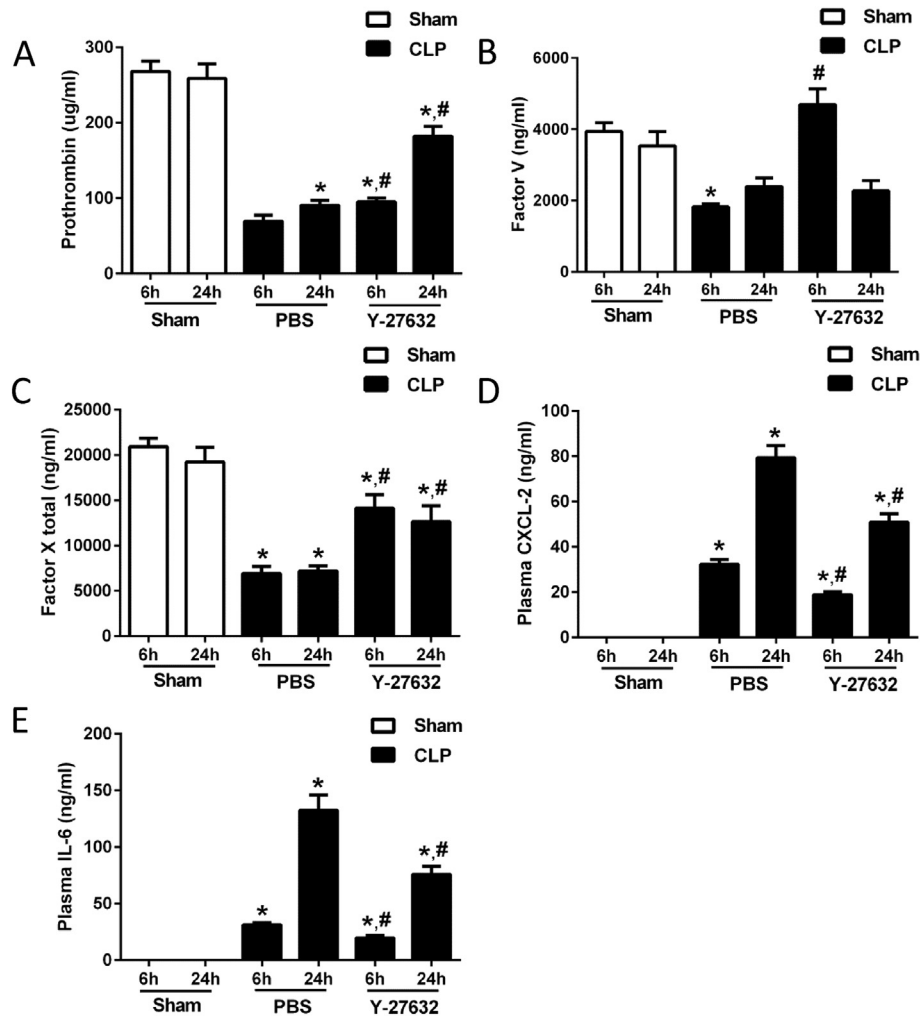 A
Sham
CLP
Prothrombin (ug/ml)
300
200
100
0
*
*,#
*,#
6h 24h 6h 24h 6h 24h
Sham PBS Y-27632
B
Sham
CLP
Factor V (ng/ml)
6000
4000
2000
0
*
#
6h 24h 6h 24h 6h 24h
Sham PBS Y-27632
C
Sham
CLP
Factor X total (ng/ml)
25000
20000
15000
10000
5000
0
*
*
*,#
*,#
6h 24h 6h 24h 6h 24h
Sham PBS Y-27632
D
Sham
CLP
Plasma CXCL-2 (ng/ml)
100
80
60
40
20
0
*
*
*,#
*,#
6h 24h 6h 24h 6h 24h
Sham PBS Y-27632
E
Sham
CLP
Plasma IL-6 (ng/ml)
200
150
100
50
0
*
*
*,#
*,#
6h 24h 6h 24h 6h 24h
Sham PBS Y-27632